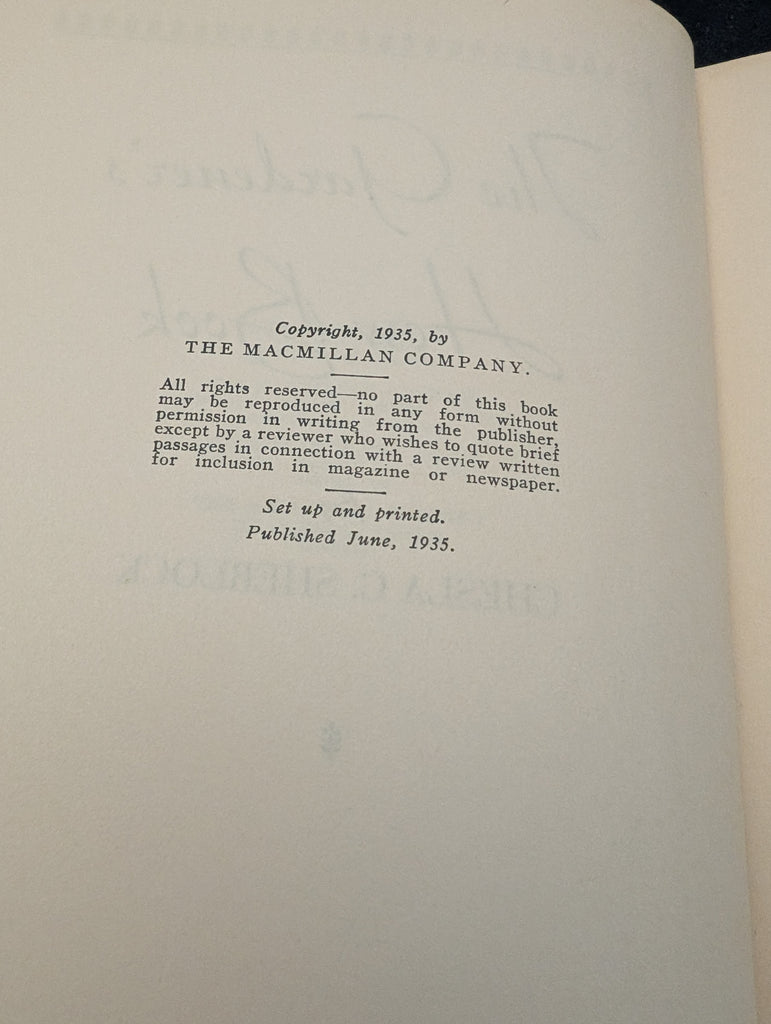 Copyright, 1935, by
THE MACMILLAN COMPANY.
All rights reserved—no part of this book
may be reproduced in any form without
permission in writing from the publisher,
except by a reviewer who wishes to quote brief
passages in connection with a review written
for inclusion in magazine or newspaper.
Set up and printed.
Published June, 1935.